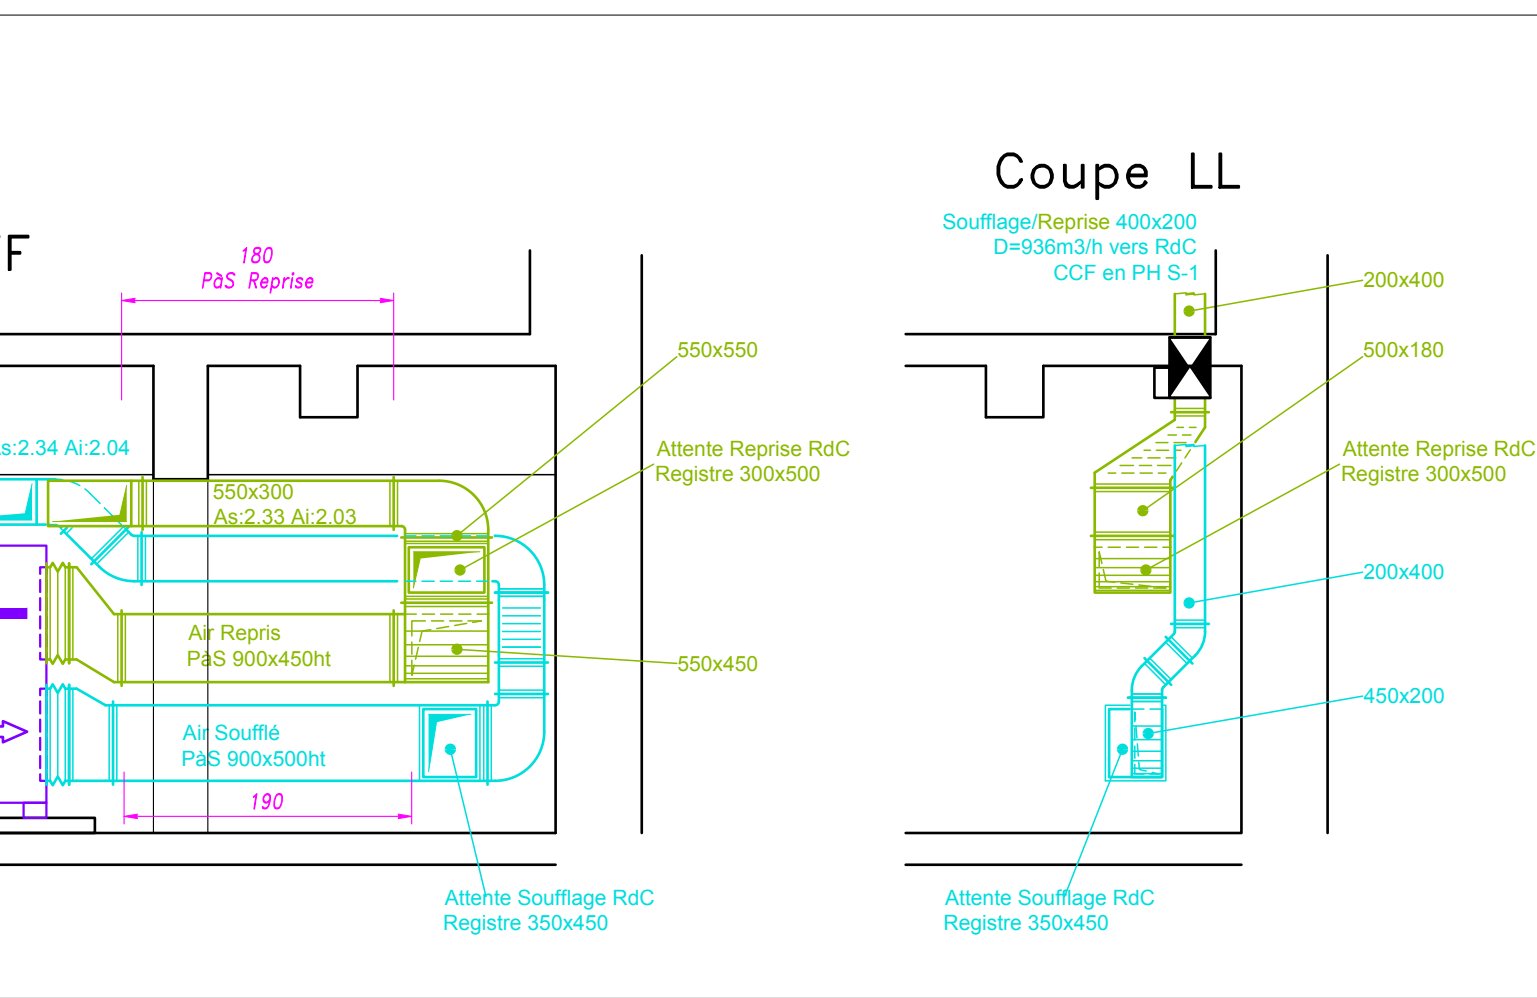 Coupe LL
Soufflage/Reprise 400x200
D=936m3/h vers RdC
CCF en PH S-1
F
180
PàS Reprise
550x550
Attente Reprise RdC
Registre 300x500
As:2.34 Ai:2.04
550x300
As:2.33 Ai:2.03
Air Repris
PàS 900x450ht
550x450
Air Soufflé
PàS 900x500ht
190
Attente Soufflage RdC
Registre 350x450
200x400
500x180
Attente Reprise RdC
Registre 300x500
200x400
450x200
Attente Soufflage RdC
Registre 350x450